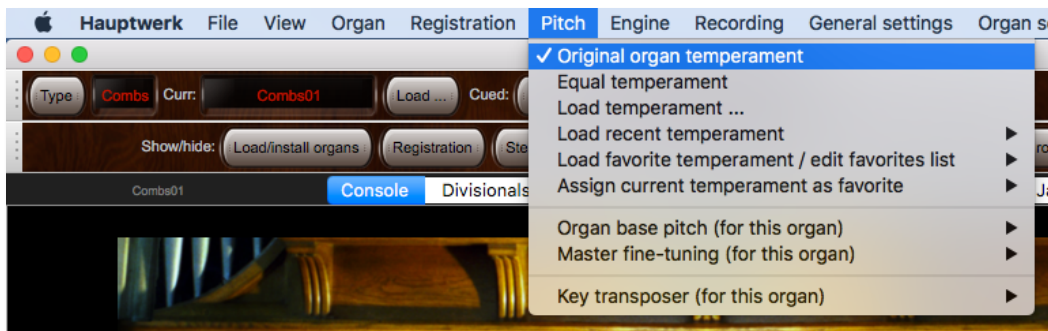 Hauptwerk File View Organ Registration Pitch Engine Recording General settings Organ s
✓ Original organ temperament
Equal temperament
Load temperament ...
Load recent temperament
Load favorite temperament / edit favorites list
Assign current temperament as favorite
Organ base pitch (for this organ)
Master fine-tuning (for this organ)
Key transposer (for this organ)
Type Combs Curr: Combs01 Load ... Cued:
Show/hide: Load/install organs Registration Ste
Combs01 Console Divisionals